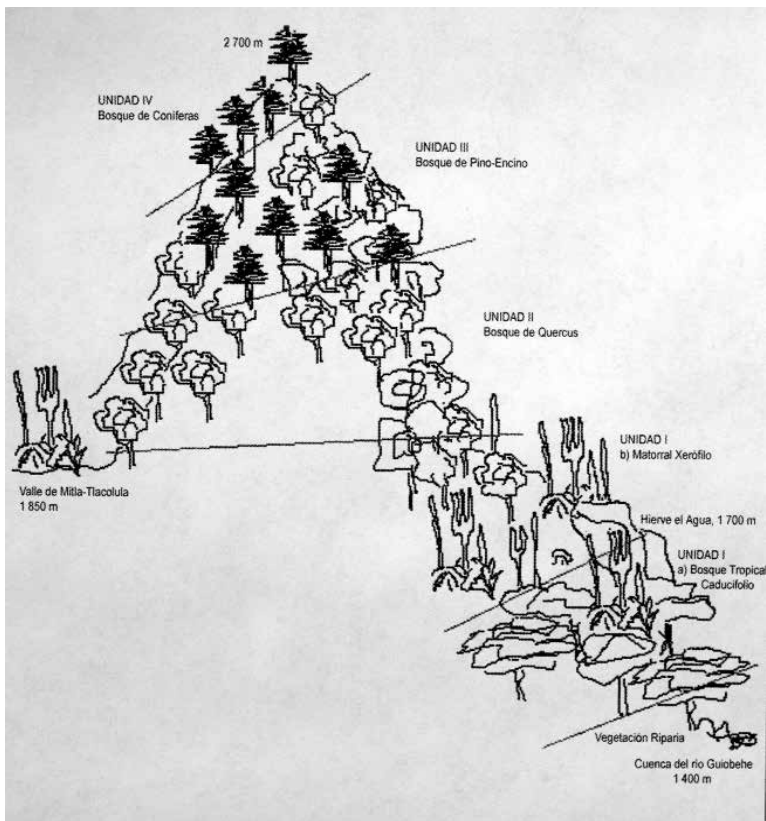 2 700 m
UNIDAD IV
Bosque de Coníferas
UNIDAD III
Bosque de Pino-Encino
UNIDAD II
Bosque de Quercus
UNIDAD I
b) Matorral Xerófilo
Valle de Mitla-Tlacolula
1 850 m
Hierve el Agua, 1 700 m
UNIDAD I
a) Bosque Tropical
Caducifolio
Vegetación Riparia
Cuenca del río Guiobehe
1 400 m